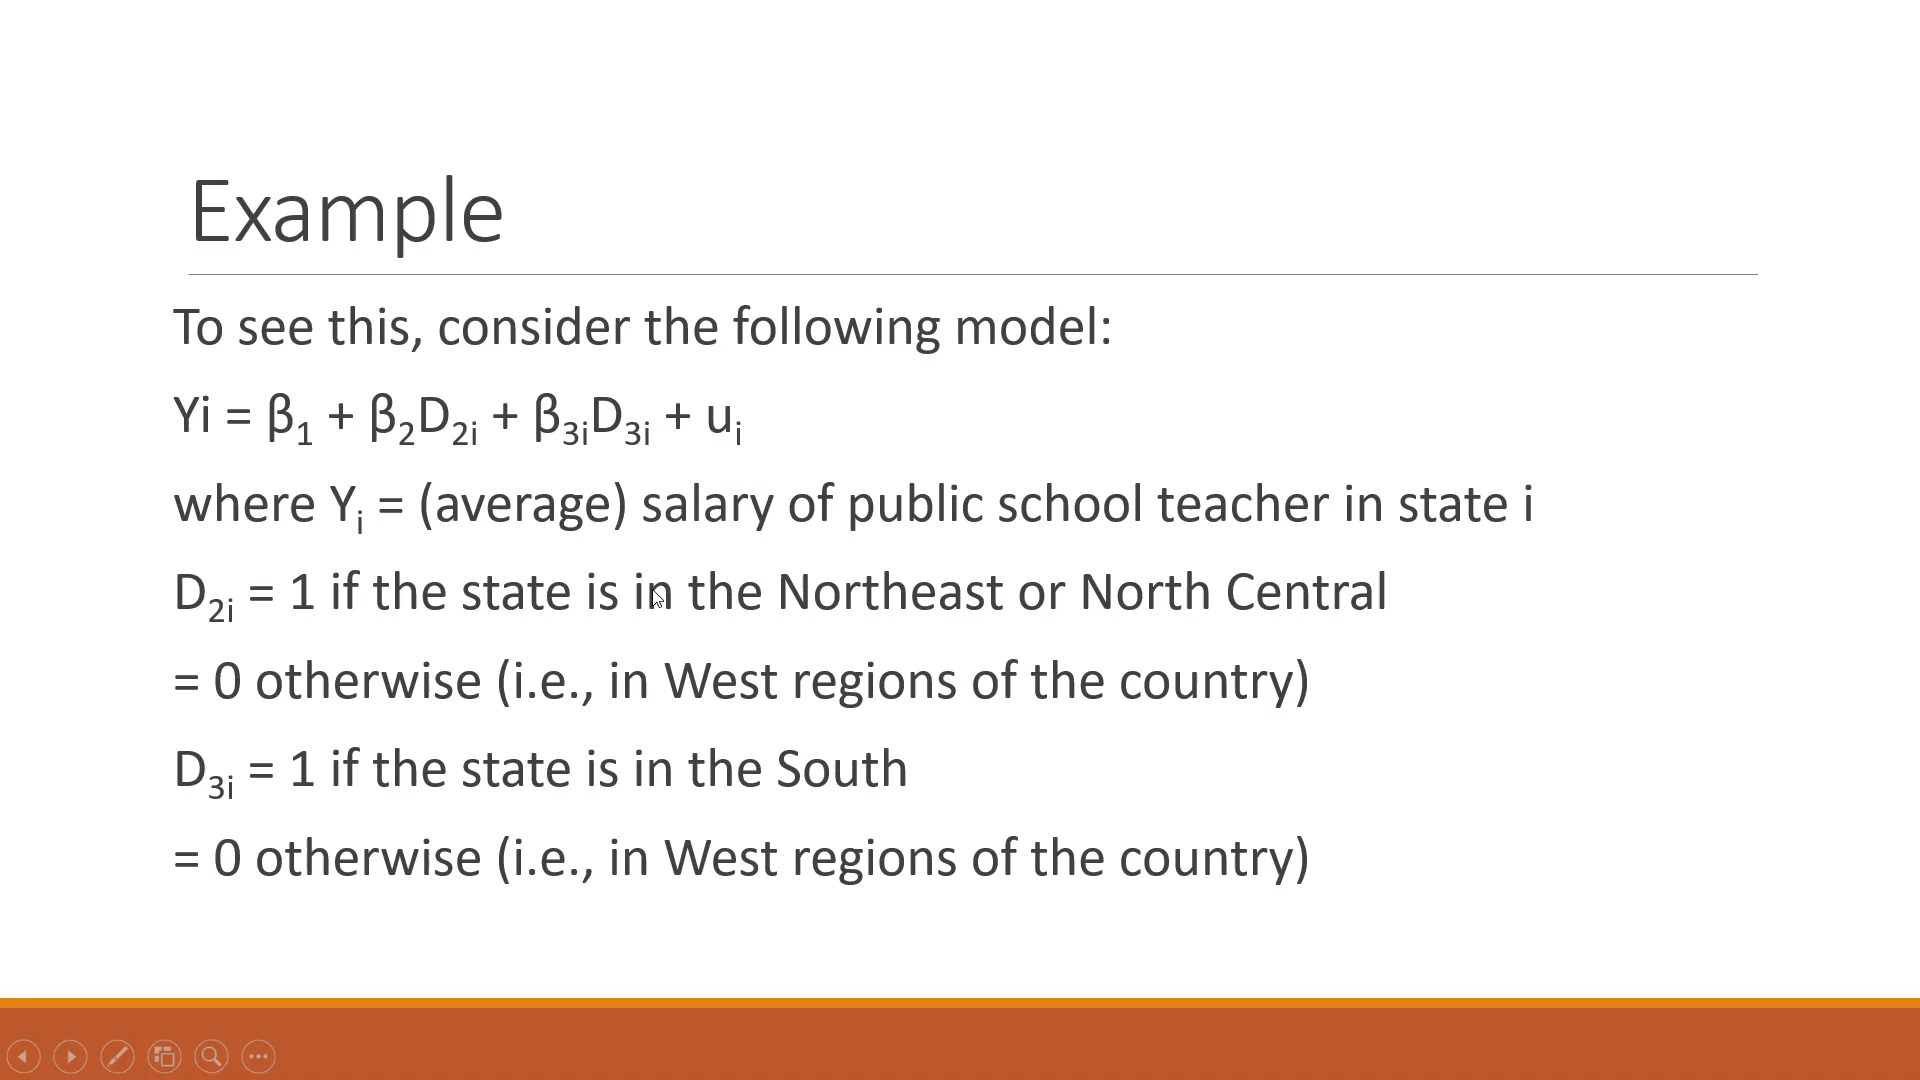 Example
To see this, consider the following model:
Yi = β₁ + β₂D₂ᵢ + β₃ᵢD₃ᵢ + uᵢ
where Yᵢ = (average) salary of public school teacher in state i
D₂ᵢ = 1 if the state is in the Northeast or North Central
= 0 otherwise (i.e., in West regions of the country)
D₃ᵢ = 1 if the state is in the South
= 0 otherwise (i.e., in West regions of the country)